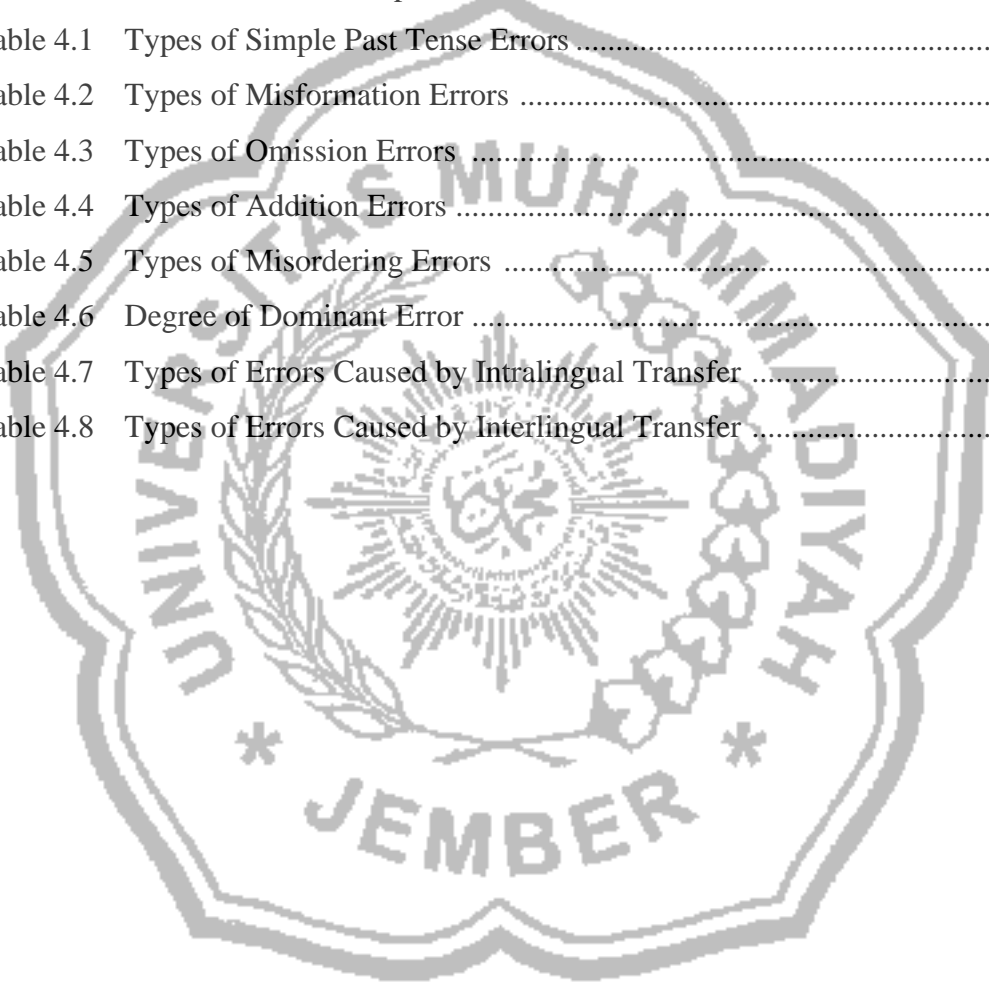 able 4.1 Types of Simple Past Tense Errors ........................................................
able 4.2 Types of Misformation Errors ................................................................
able 4.3 Types of Omission Errors ......................................................................
able 4.4 Types of Addition Errors .......................................................................
able 4.5 Types of Misordering Errors ..................................................................
able 4.6 Degree of Dominant Error ......................................................................
able 4.7 Types of Errors Caused by Intralingual Transfer ................................
able 4.8 Types of Errors Caused by Interlingual Transfer ................................
UNIVERSITAS MUHAMMADIYAH
* JEMBER *